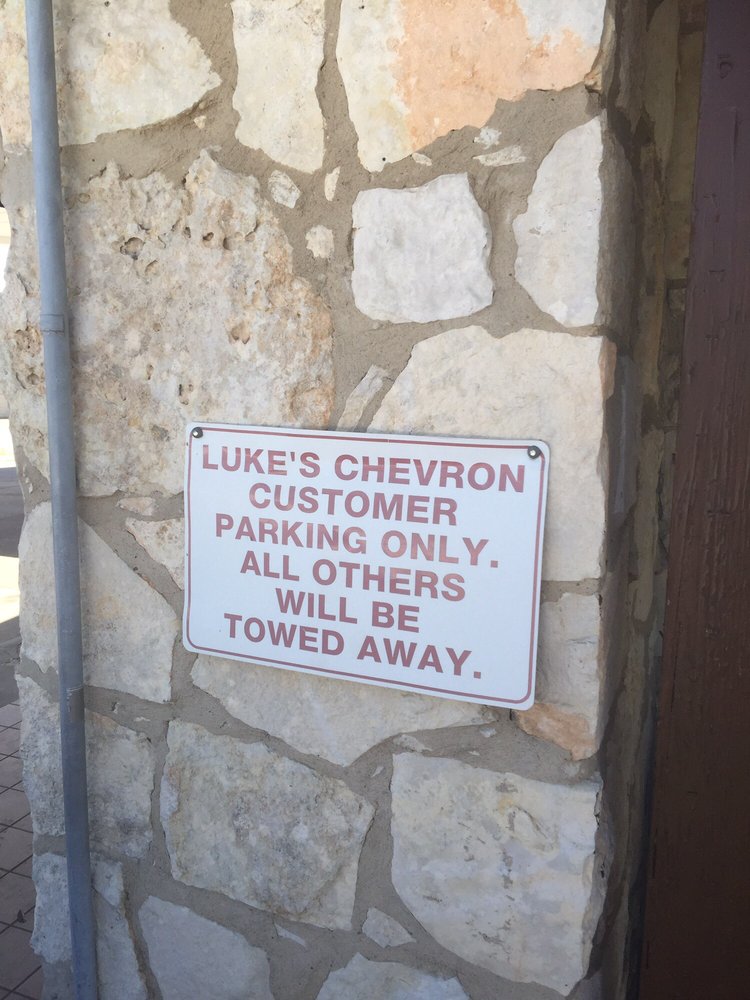 LUKE'S CHEVRON
CUSTOMER
PARKING ONLY.
ALL OTHERS
WILL BE
TOWED AWAY.